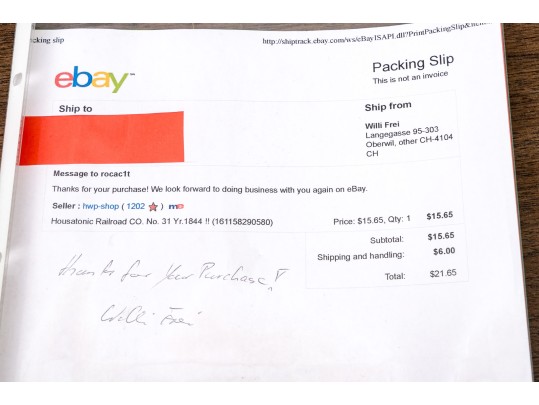 cking slip
http://shiptrack.ebay.com/ws/eBayISAPI.dll?PrintPackingSlip&
ebay™
Packing Slip
This is not an invoice
Ship to
Ship from
Willi Frei
Langegasse 95-303
Oberwil, other CH-4104
CH
Message to rocac1t
Thanks for your purchase! We look forward to doing business with you again on eBay.
Seller : hwp-shop ( 1202 ) me
Housatonic Railroad CO. No. 31 Yr.1844 !! (161158290580) Price: $15.65, Qty: 1 $15.65
Subtotal: $15.65
Shipping and handling: $6.00
Total: $21.65
Thanks for Your Purchase!
Willi Frei